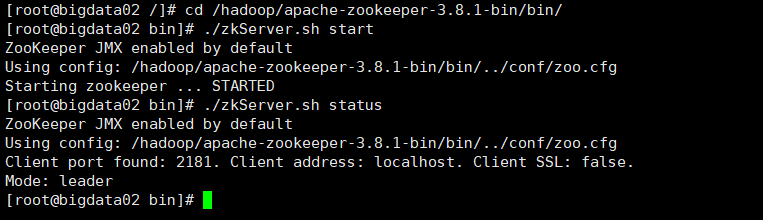 [root@bigdata02 /]# cd /hadoop/apache-zookeeper-3.8.1-bin/bin/
[root@bigdata02 bin]# ./zkServer.sh start
ZooKeeper JMX enabled by default
Using config: /hadoop/apache-zookeeper-3.8.1-bin/bin/../conf/zoo.cfg
Starting zookeeper ... STARTED
[root@bigdata02 bin]# ./zkServer.sh status
ZooKeeper JMX enabled by default
Using config: /hadoop/apache-zookeeper-3.8.1-bin/bin/../conf/zoo.cfg
Client port found: 2181. Client address: localhost. Client SSL: false.
Mode: leader
[root@bigdata02 bin]#